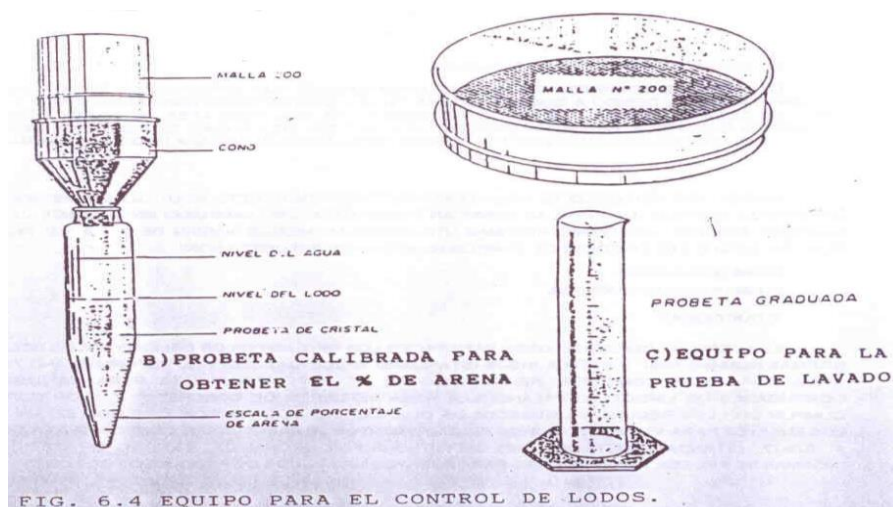 MALLA 200
CONO
NIVEL DEL AGUA
NIVEL DEL LODO
PROBETA DE CRISTAL
B)PROBETA CALIBRADA PARA
OBTENER EL % DE ARENA
ESCALA DE PORCENTAJE
DE ARENA
MALLA Nº 200
PROBETA GRADUADA
C)EQUIPO PARA LA
PRUEBA DE LAVADO
FIG. 6.4 EQUIPO PARA EL CONTROL DE LODOS.